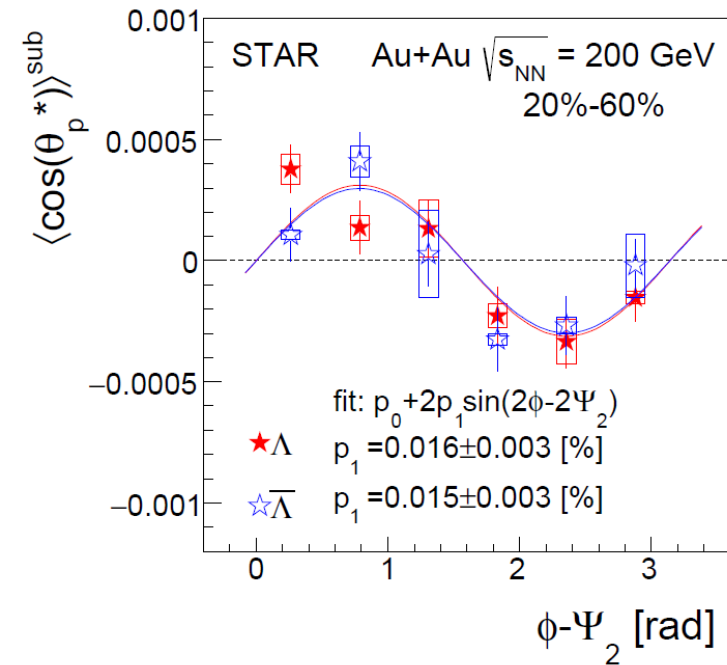 0.001
0.0005
0
−0.0005
−0.001
⟨cos(θ_p*)⟩^sub
STAR Au+Au √s_NN = 200 GeV
20%-60%
fit: p_0+2p_1sin(2ϕ-2Ψ_2)
Λ p_1 =0.016±0.003 [%]
Λ̅ p_1 =0.015±0.003 [%]
0 1 2 3
ϕ-Ψ_2 [rad]